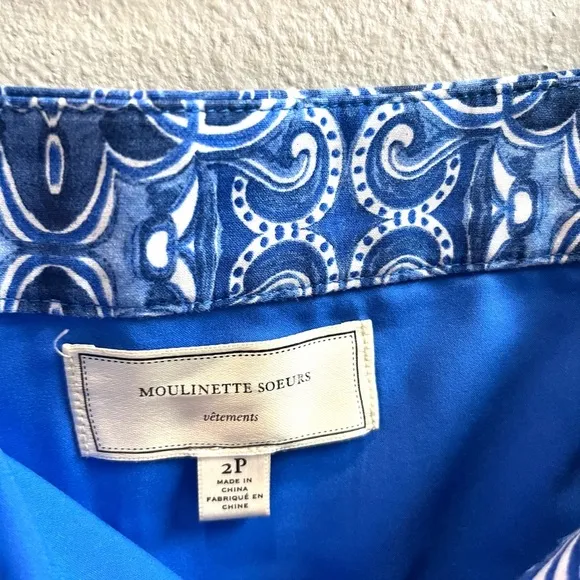 MOULINETTE SOEURS
vêtements
2P
MADE IN
CHINA
FABRIQUÉ EN
CHINE